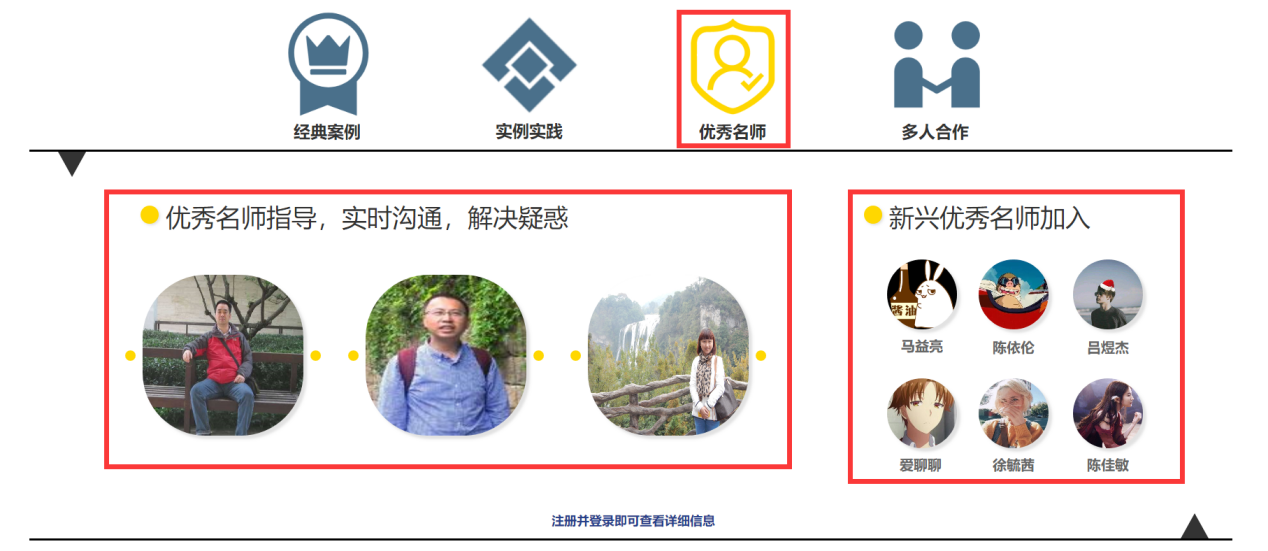 经典案例
实例实践
优秀名师
多人合作
优秀名师指导，实时沟通，解决疑惑
新兴优秀名师加入
酱油
马益亮
陈依伦
吕煜杰
爱聊聊
徐毓茜
陈佳敏
注册并登录即可查看详细信息